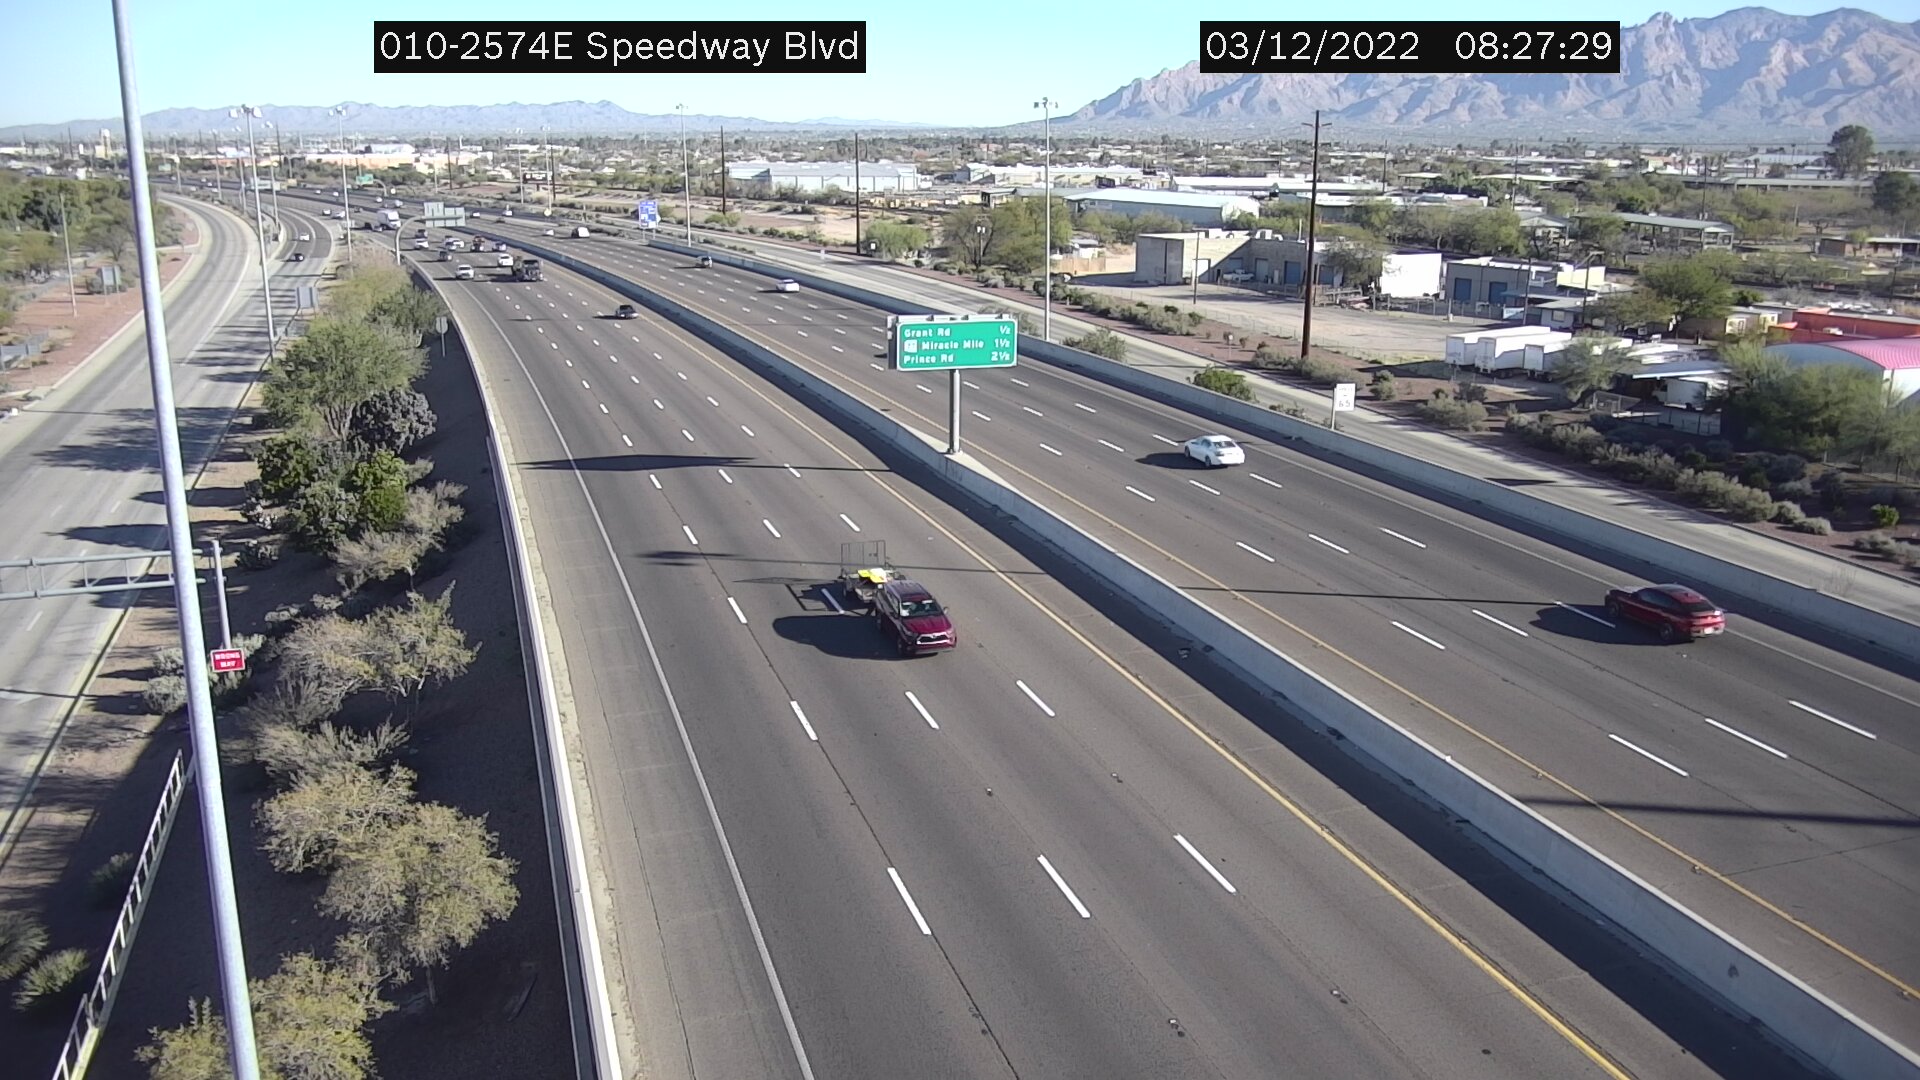 010-2574E Speedway Blvd
03/12/2022 08:27:29
Grant Rd ½
Miracle Mile 1½
Prince Rd 2½
65
WRONG
WAY